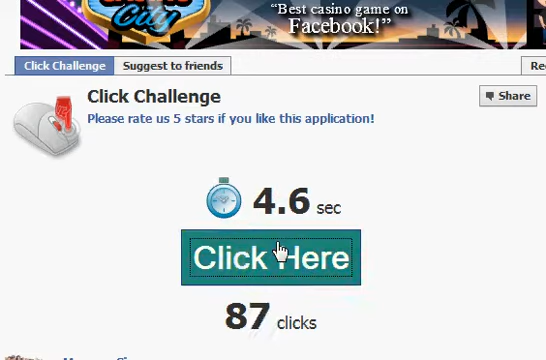 City
"Best casino game on
Facebook!"
Click Challenge
Suggest to friends
Click Challenge
Share
Please rate us 5 stars if you like this application!
4.6 sec
Click Here
87 clicks